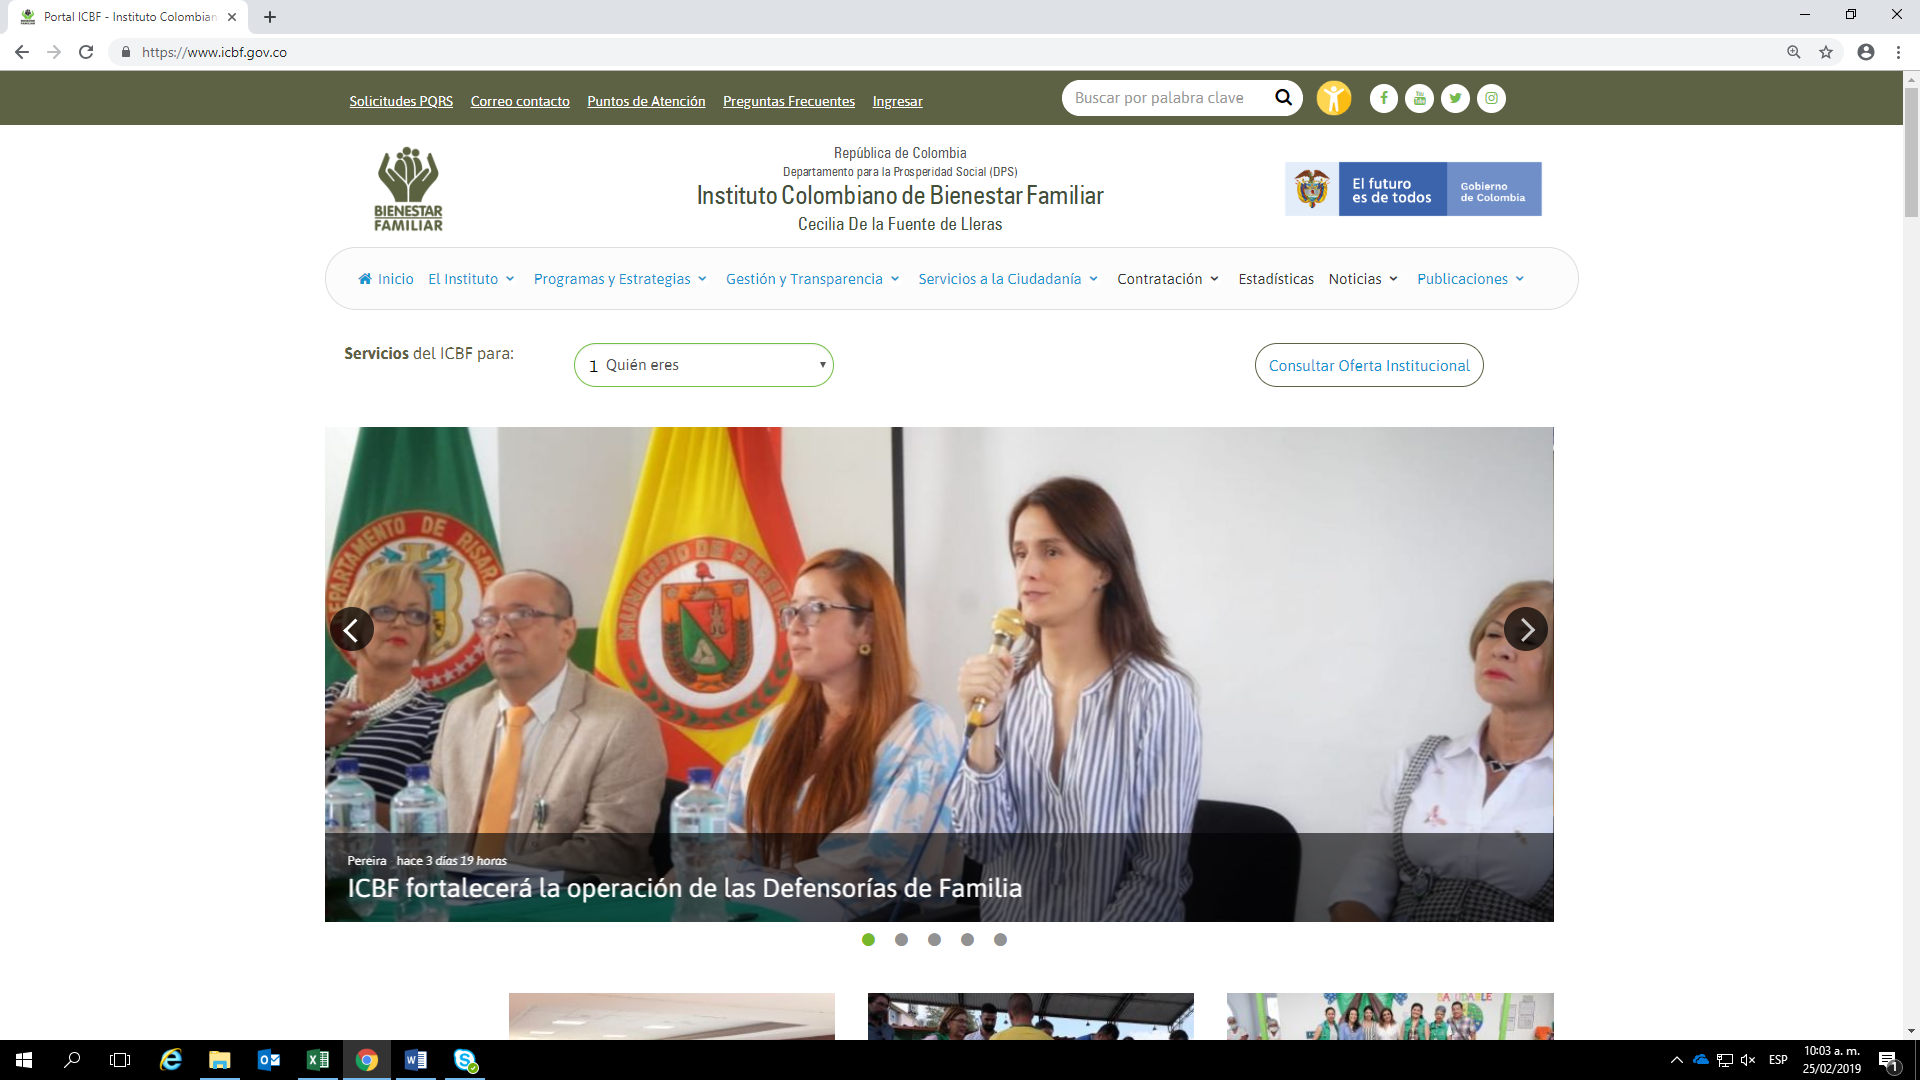 Portal ICBF - Instituto Colombian
https://www.icbf.gov.co
Solicitudes PQRS Correo contacto Puntos de Atención Preguntas Frecuentes Ingresar
Buscar por palabra clave
BIENESTAR
FAMILIAR
República de Colombia
Departamento para la Prosperidad Social (DPS)
Instituto Colombiano de Bienestar Familiar
Cecilia De la Fuente de Lleras
El futuro
es de todos
Gobierno
de Colombia
Inicio El Instituto Programas y Estrategias Gestión y Transparencia Servicios a la Ciudadanía Contratación Estadísticas Noticias Publicaciones
Servicios del ICBF para:
1 Quién eres
Consultar Oferta Institucional
Pereira hace 3 días 19 horas
ICBF fortalecerá la operación de las Defensorías de Familia
ESP
10:03 a. m.
25/02/2019
1